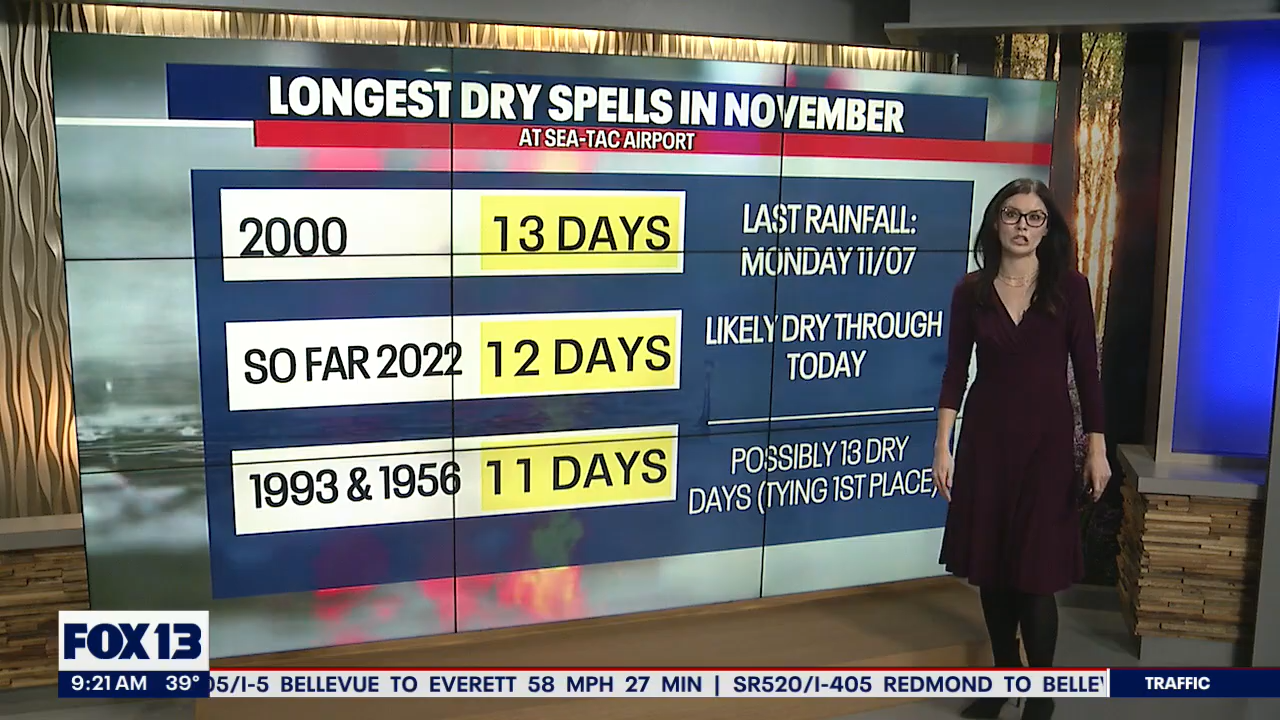 LONGEST DRY SPELLS IN NOVEMBER
AT SEA-TAC AIRPORT
2000 13 DAYS
SO FAR 2022 12 DAYS
1993 & 1956 11 DAYS
LAST RAINFALL:
MONDAY 11/07
LIKELY DRY THROUGH
TODAY
POSSIBLY 13 DRY
DAYS (TYING 1ST PLACE)
FOX 13
9:21 AM 39°
05/I-5 BELLEVUE TO EVERETT 58 MPH 27 MIN | SR520/I-405 REDMOND TO BELLEV
TRAFFIC